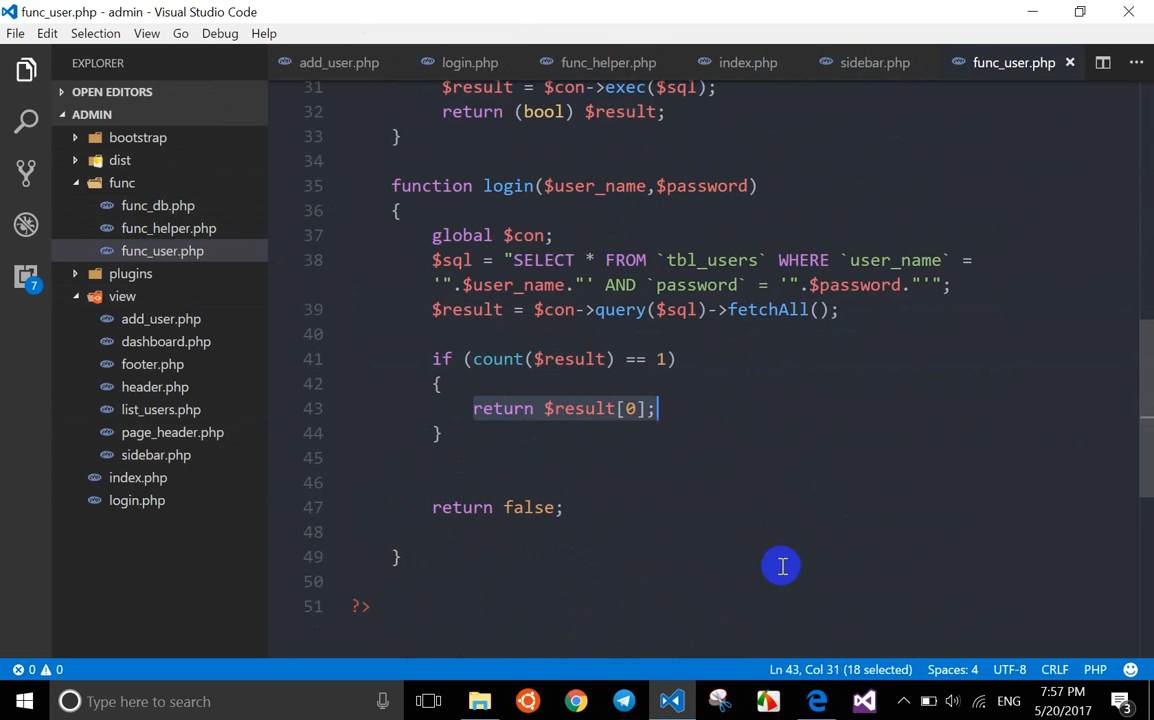 func_user.php - admin - Visual Studio Code
File Edit Selection View Go Debug Help
EXPLORER
OPEN EDITORS
ADMIN
bootstrap
dist
func
func_db.php
func_helper.php
func_user.php
plugins
view
add_user.php
dashboard.php
footer.php
header.php
list_users.php
page_header.php
sidebar.php
index.php
login.php
7
add_user.php login.php func_helper.php index.php sidebar.php func_user.php
31 $result = $con->exec($sql);
32 return (bool) $result;
33 }
34
35 function login($user_name,$password)
36 {
37 global $con;
38 $sql = "SELECT * FROM `tbl_users` WHERE `user_name` =
'".$user_name."' AND `password` = '".$password."'";
39 $result = $con->query($sql)->fetchAll();
40
41 if (count($result) == 1)
42 {
43 return $result[0];
44 }
45
46
47 return false;
48
49 }
50
51 ?>
0 0 Ln 43, Col 31 (18 selected) Spaces: 4 UTF-8 CRLF PHP
Type here to search
ENG
7:57 PM
5/20/2017
3